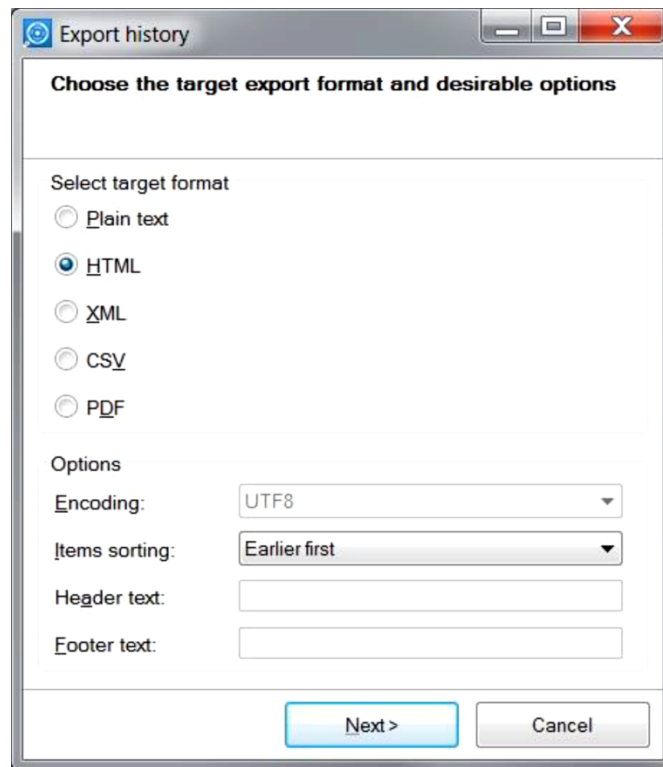 Export history
Choose the target export format and desirable options
Select target format
Plain text
HTML
XML
CSV
PDF
Options
Encoding: UTF8
Items sorting: Earlier first
Header text:
Footer text:
Next > Cancel